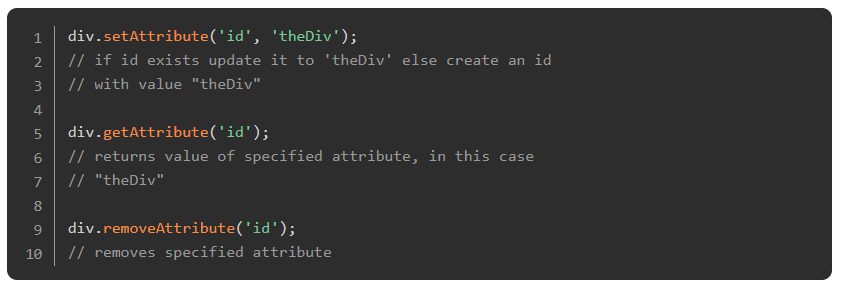 1 div.setAttribute('id', 'theDiv');
2 // if id exists update it to 'theDiv' else create an id
3 // with value "theDiv"
4
5 div.getAttribute('id');
6 // returns value of specified attribute, in this case
7 // "theDiv"
8
9 div.removeAttribute('id');
10 // removes specified attribute